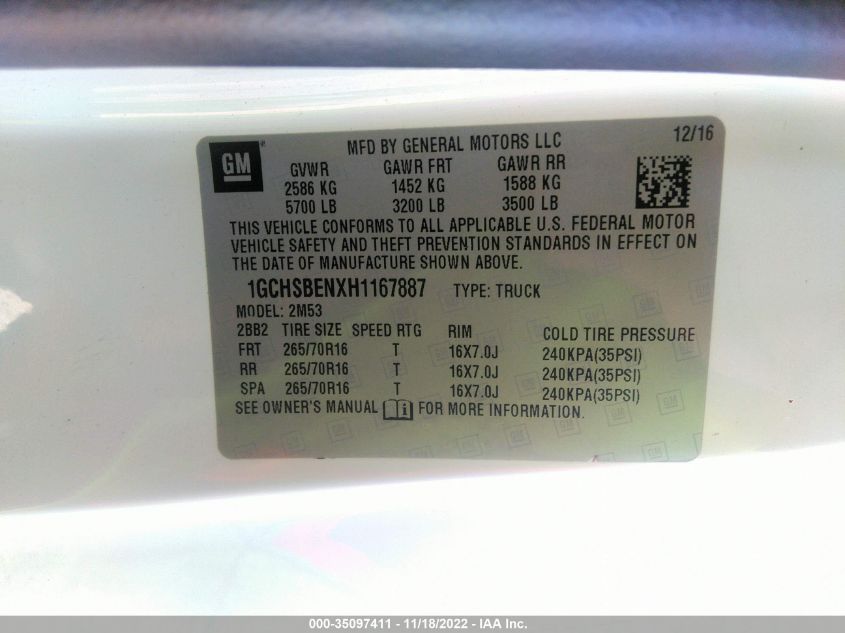 GM
MFD BY GENERAL MOTORS LLC
12/16
GVWR GAWR FRT GAWR RR
2586 KG 1452 KG 1588 KG
5700 LB 3200 LB 3500 LB
THIS VEHICLE CONFORMS TO ALL APPLICABLE U.S. FEDERAL MOTOR
VEHICLE SAFETY AND THEFT PREVENTION STANDARDS IN EFFECT ON
THE DATE OF MANUFACTURE SHOWN ABOVE.
1GCHSBENXH1167887 TYPE: TRUCK
MODEL: 2M53
2BB2 TIRE SIZE SPEED RTG RIM COLD TIRE PRESSURE
FRT 265/70R16 T 16X7.0J 240KPA(35PSI)
RR 265/70R16 T 16X7.0J 240KPA(35PSI)
SPA 265/70R16 T 16X7.0J 240KPA(35PSI)
SEE OWNER'S MANUAL FOR MORE INFORMATION.
000-35097411 - 11/18/2022 - IAA Inc.